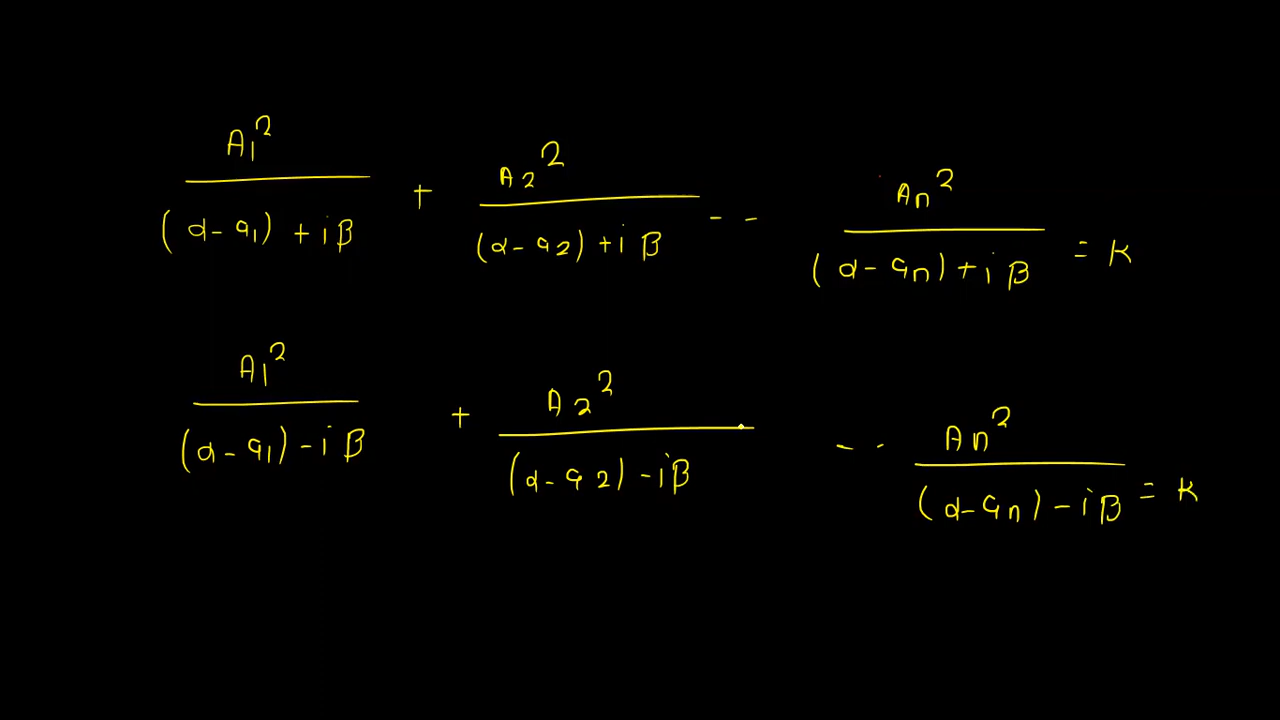 A₁²/((α - a₁) + iβ) + A₂²/((α - a₂) + iβ) - - Aₙ²/((α - aₙ) + iβ) = K
A₁²/((α - a₁) - iβ) + A₂²/((α - a₂) - iβ) - - Aₙ²/((α - aₙ) - iβ) = K